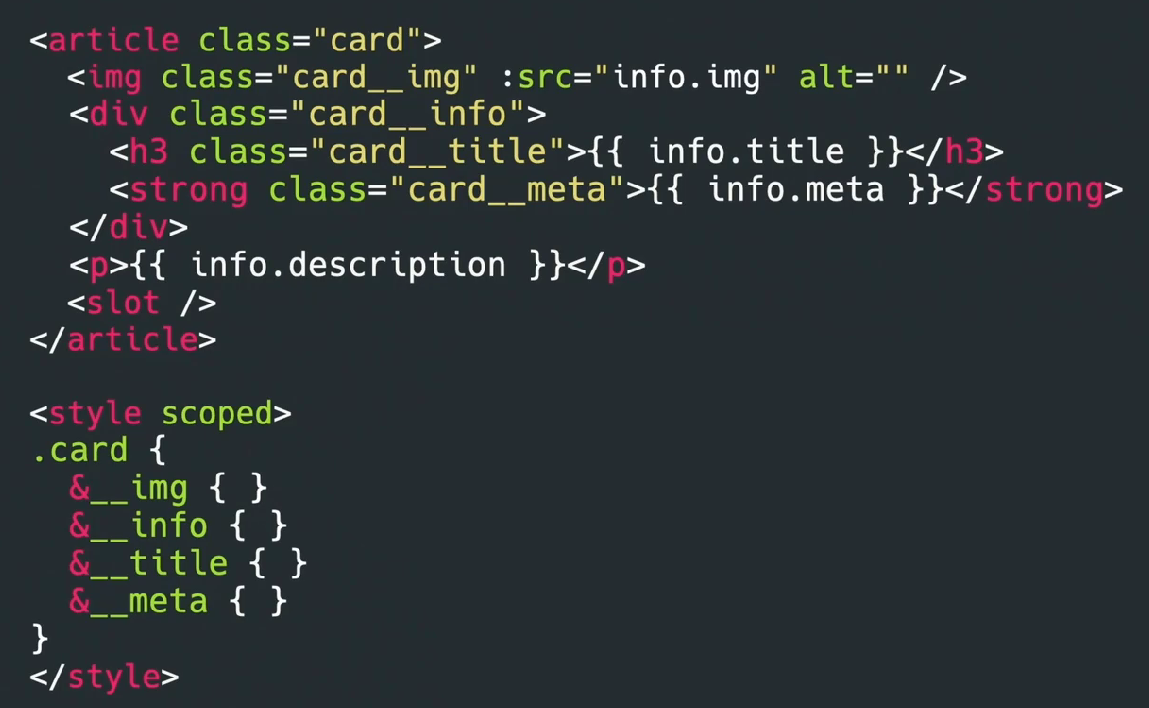 <article class="card">
  <img class="card__img" :src="info.img" alt="" />
  <div class="card__info">
    <h3 class="card__title">{{ info.title }}</h3>
    <strong class="card__meta">{{ info.meta }}</strong>
  </div>
  <p>{{ info.description }}</p>
  <slot />
</article>

<style scoped>
.card {
  &__img { }
  &__info { }
  &__title { }
  &__meta { }
}
</style>